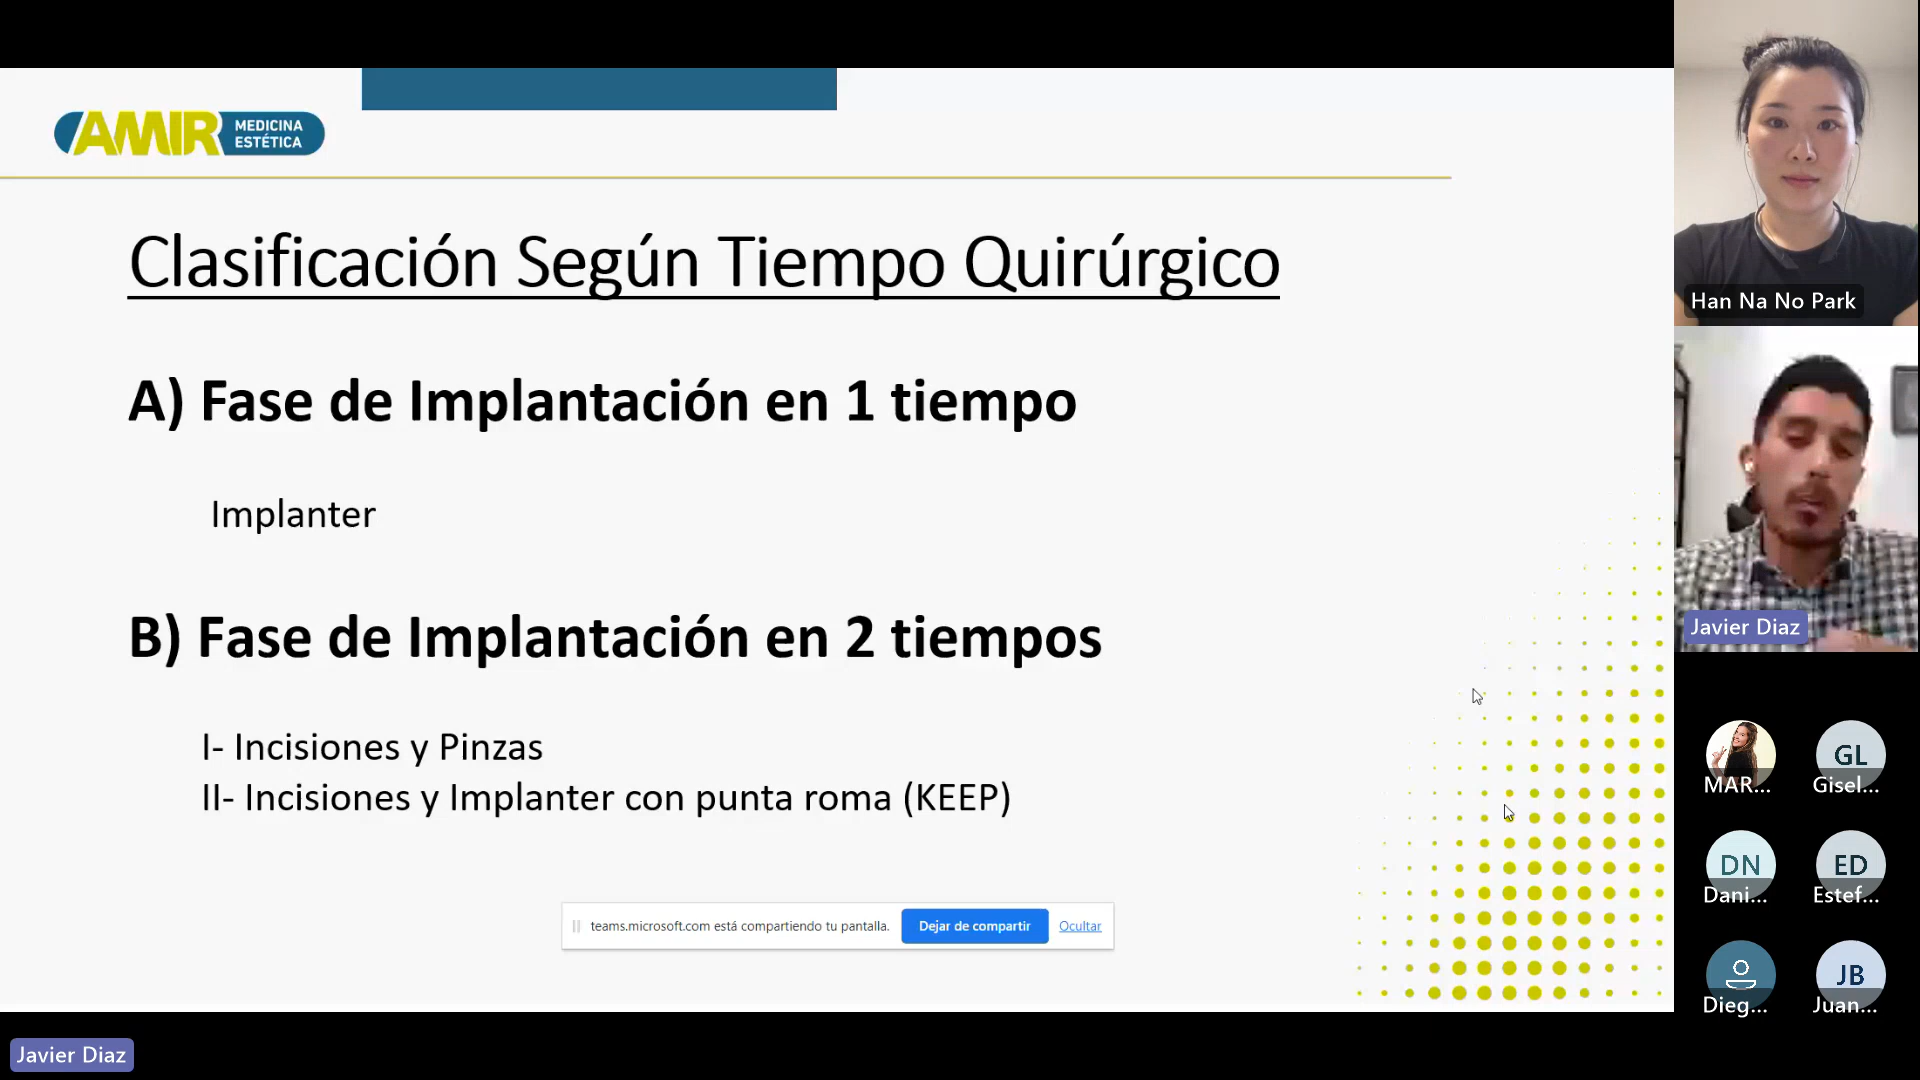 AMIR MEDICINA ESTÉTICA
Clasificación Según Tiempo Quirúrgico
A) Fase de Implantación en 1 tiempo
Implanter
B) Fase de Implantación en 2 tiempos
I- Incisiones y Pinzas
II- Incisiones y Implanter con punta roma (KEEP)
teams.microsoft.com está compartiendo tu pantalla. Dejar de compartir Ocultar
Han Na No Park
Javier Diaz
MAR...
GL
Gisel...
DN
Dani...
ED
Estef...
Dieg...
JB
Juan...
Javier Diaz